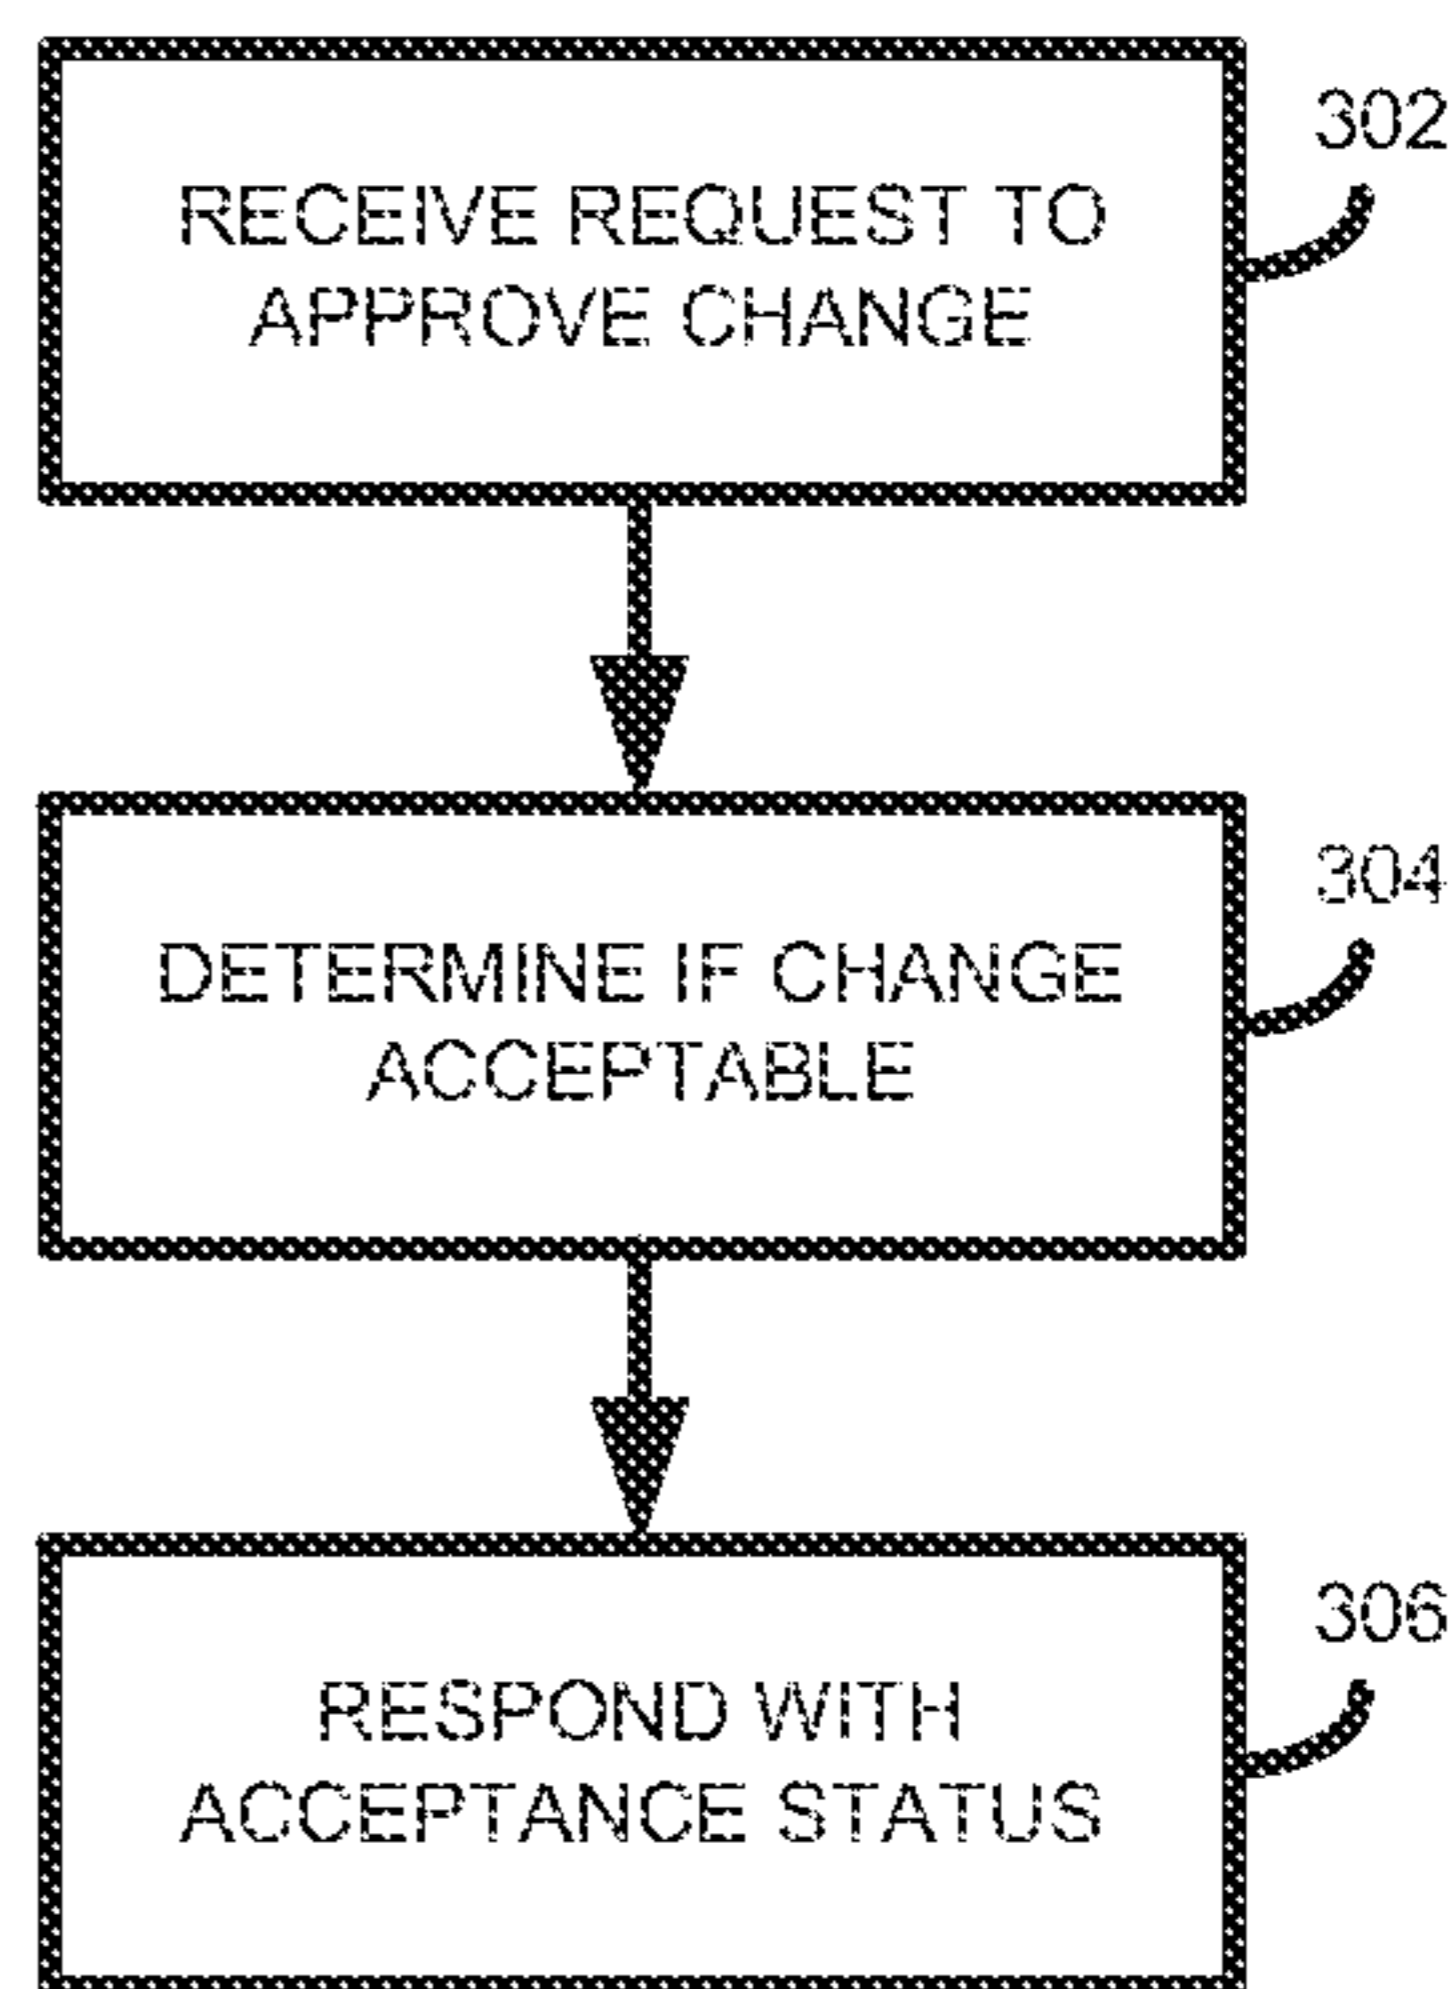 302
RECEIVE REQUEST TO
APPROVE CHANGE
304
DETERMINE IF CHANGE
ACCEPTABLE
306
RESPOND WITH
ACCEPTANCE STATUS